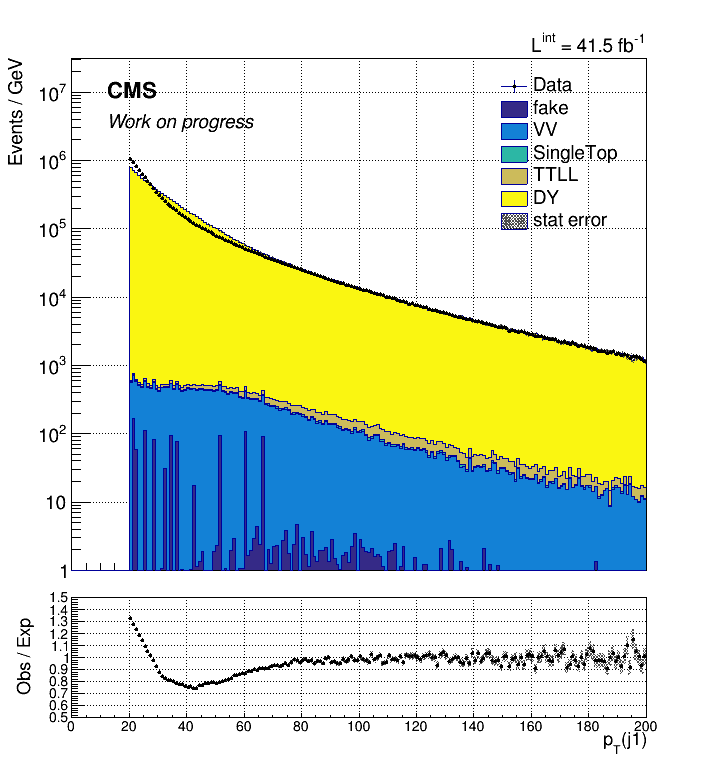 L^int = 41.5 fb^-1
Events / GeV
CMS
Work on progress
Data
fake
VV
SingleTop
TTLL
DY
stat error
10^7
10^6
10^5
10^4
10^3
10^2
10
1
Obs / Exp
1.5
1.4
1.3
1.2
1.1
1
0.9
0.8
0.7
0.6
0.5
0 20 40 60 80 100 120 140 160 180 200
p_T(j1)